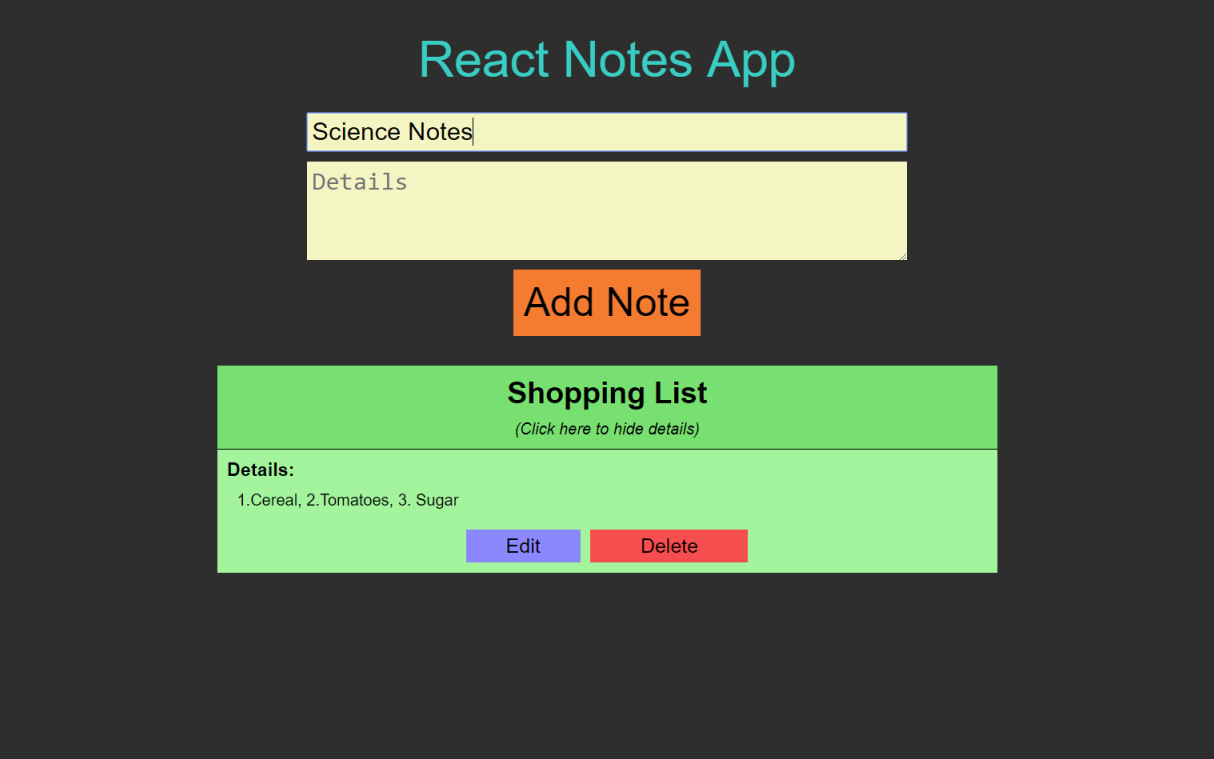 React Notes App
Science Notes
Details
Add Note
Shopping List
(Click here to hide details)
Details:
1.Cereal, 2.Tomatoes, 3. Sugar
Edit Delete